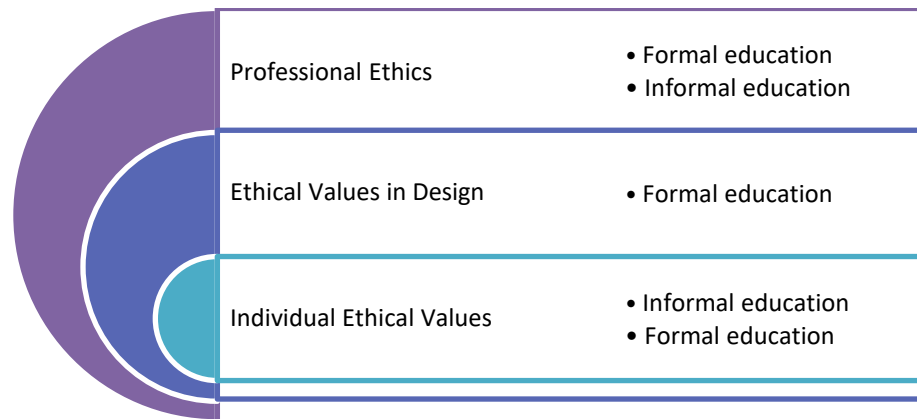 Professional Ethics
• Formal education
• Informal education
Ethical Values in Design
• Formal education
Individual Ethical Values
• Informal education
• Formal education